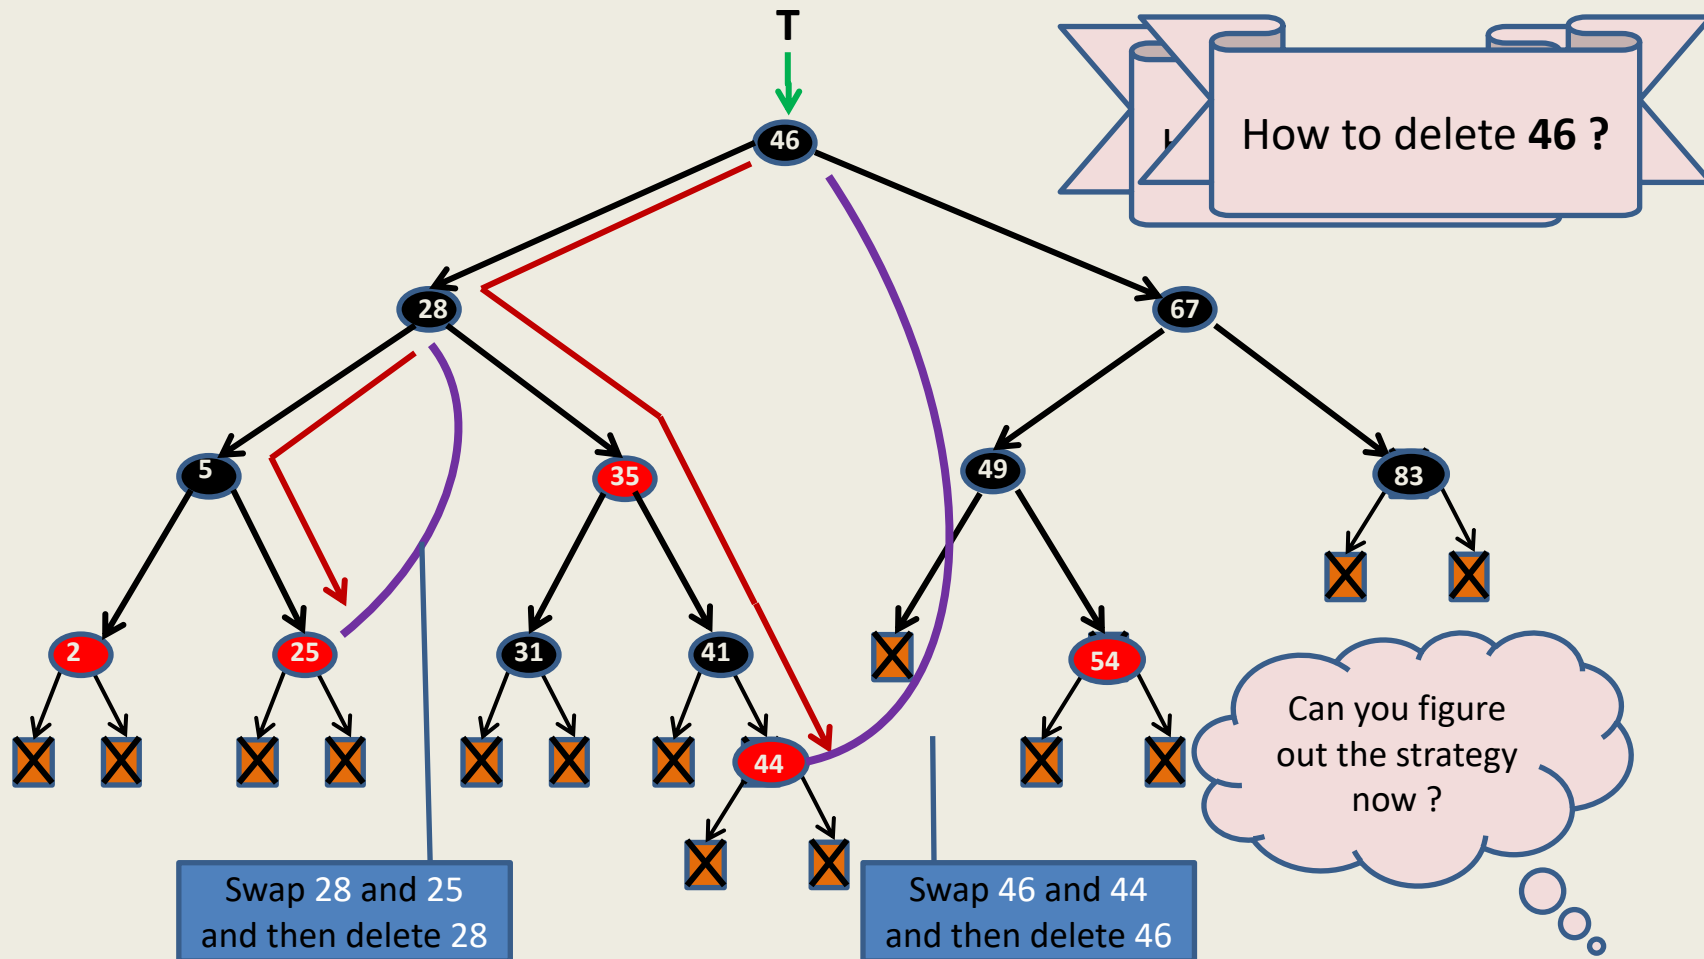 T
How to delete 46 ?
H
46
28
67
5
35
49
83
2
25
31
41
54
44
Can you figure
out the strategy
now ?
Swap 28 and 25
and then delete 28
Swap 46 and 44
and then delete 46